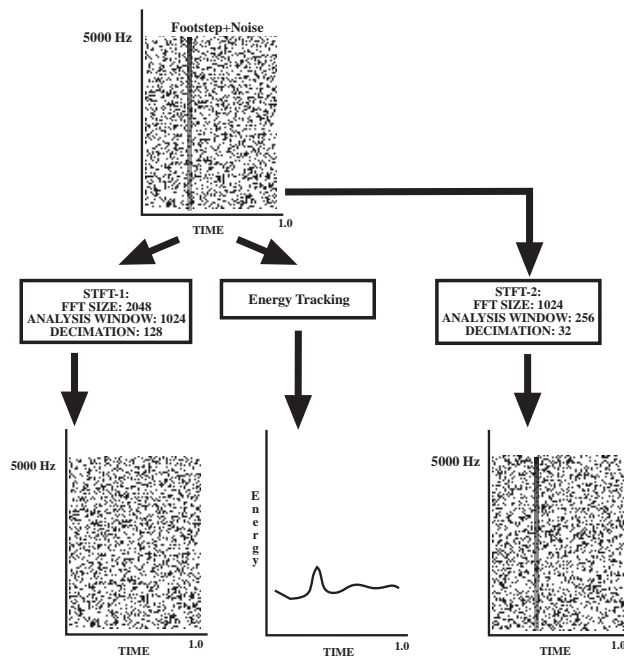 Footstep+Noise
5000 Hz
1.0
TIME
STFT-1:
FFT SIZE: 2048
ANALYSIS WINDOW: 1024
DECIMATION: 128
Energy Tracking
STFT-2:
FFT SIZE: 1024
ANALYSIS WINDOW: 256
DECIMATION: 32
5000 Hz
1.0
TIME
Energy
1.0
TIME
5000 Hz
1.0
TIME